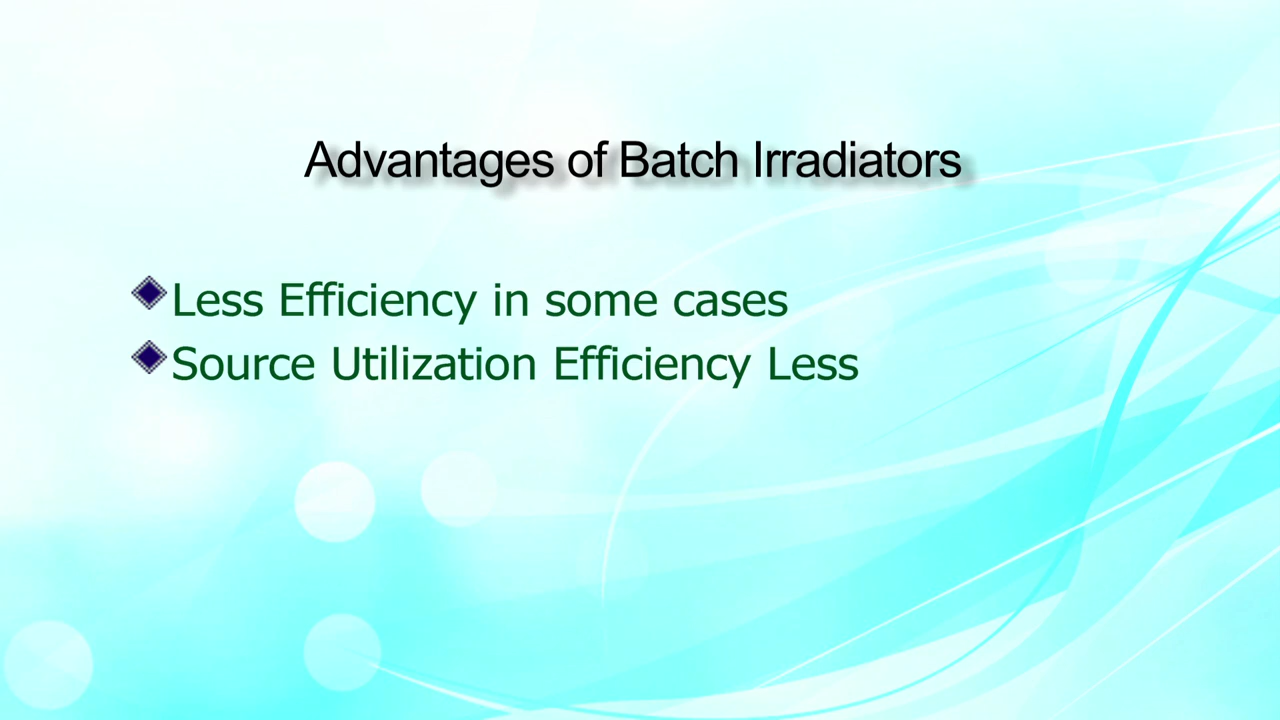 Advantages of Batch Irradiators
Less Efficiency in some cases
Source Utilization Efficiency Less